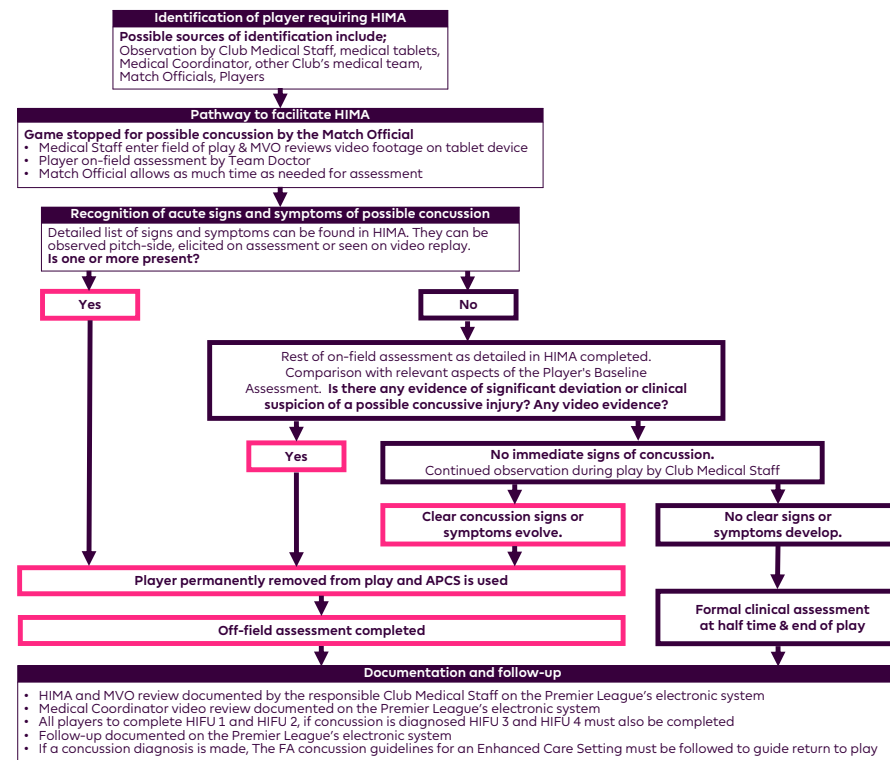 Identification of player requiring HIMA
Possible sources of identification include;
Observation by Club Medical Staff, medical tablets,
Medical Coordinator, other Club's medical team,
Match Officials, Players
Pathway to facilitate HIMA
Game stopped for possible concussion by the Match Official
• Medical Staff enter field of play & MVO reviews video footage on tablet device
• Player on-field assessment by Team Doctor
• Match Official allows as much time as needed for assessment
Recognition of acute signs and symptoms of possible concussion
Detailed list of signs and symptoms can be found in HIMA. They can be
observed pitch-side, elicited on assessment or seen on video replay.
Is one or more present?
Yes
No
Rest of on-field assessment as detailed in HIMA completed.
Comparison with relevant aspects of the Player's Baseline
Assessment. Is there any evidence of significant deviation or clinical
suspicion of a possible concussive injury? Any video evidence?
Yes
No immediate signs of concussion.
Continued observation during play by Club Medical Staff
Clear concussion signs or
symptoms evolve.
No clear signs or
symptoms develop.
Player permanently removed from play and APCS is used
Off-field assessment completed
Formal clinical assessment
at half time & end of play
Documentation and follow-up
• HIMA and MVO review documented by the responsible Club Medical Staff on the Premier League's electronic system
• Medical Coordinator video review documented on the Premier League's electronic system
• All players to complete HIFU 1 and HIFU 2, if concussion is diagnosed HIFU 3 and HIFU 4 must also be completed
• Follow-up documented on the Premier League's electronic system
• If a concussion diagnosis is made, The FA concussion guidelines for an Enhanced Care Setting must be followed to guide return to play